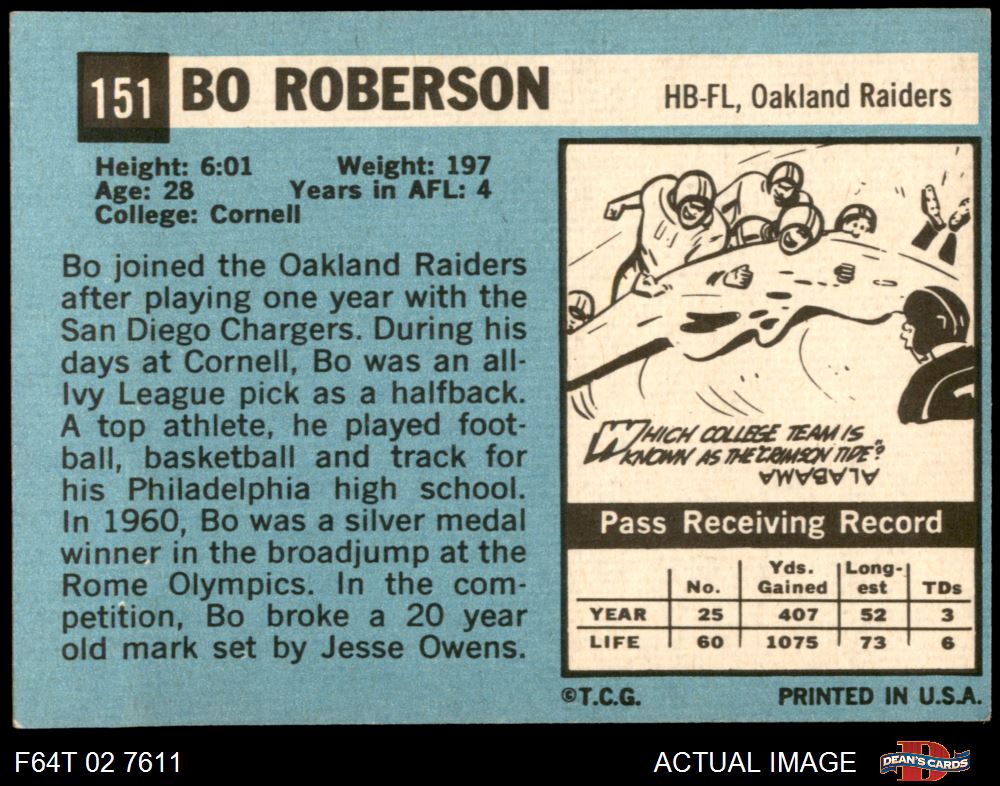 151 BO ROBERSON HB-FL, Oakland Raiders
Height: 6:01 Weight: 197
Age: 28 Years in AFL: 4
College: Cornell
Bo joined the Oakland Raiders
after playing one year with the
San Diego Chargers. During his
days at Cornell, Bo was an all-
Ivy League pick as a halfback.
A top athlete, he played foot-
ball, basketball and track for
his Philadelphia high school.
In 1960, Bo was a silver medal
winner in the broadjump at the
Rome Olympics. In the com-
petition, Bo broke a 20 year
old mark set by Jesse Owens.
WHICH COLLEGE TEAM IS
KNOWN AS THE "CRIMSON TIDE"?
ALABAMA
Pass Receiving Record
No. Yds. Gained Long-est TDs
YEAR 25 407 52 3
LIFE 60 1075 73 6
©T.C.G. PRINTED IN U.S.A.
F64T 02 7611 ACTUAL IMAGE DEAN'S CARDS